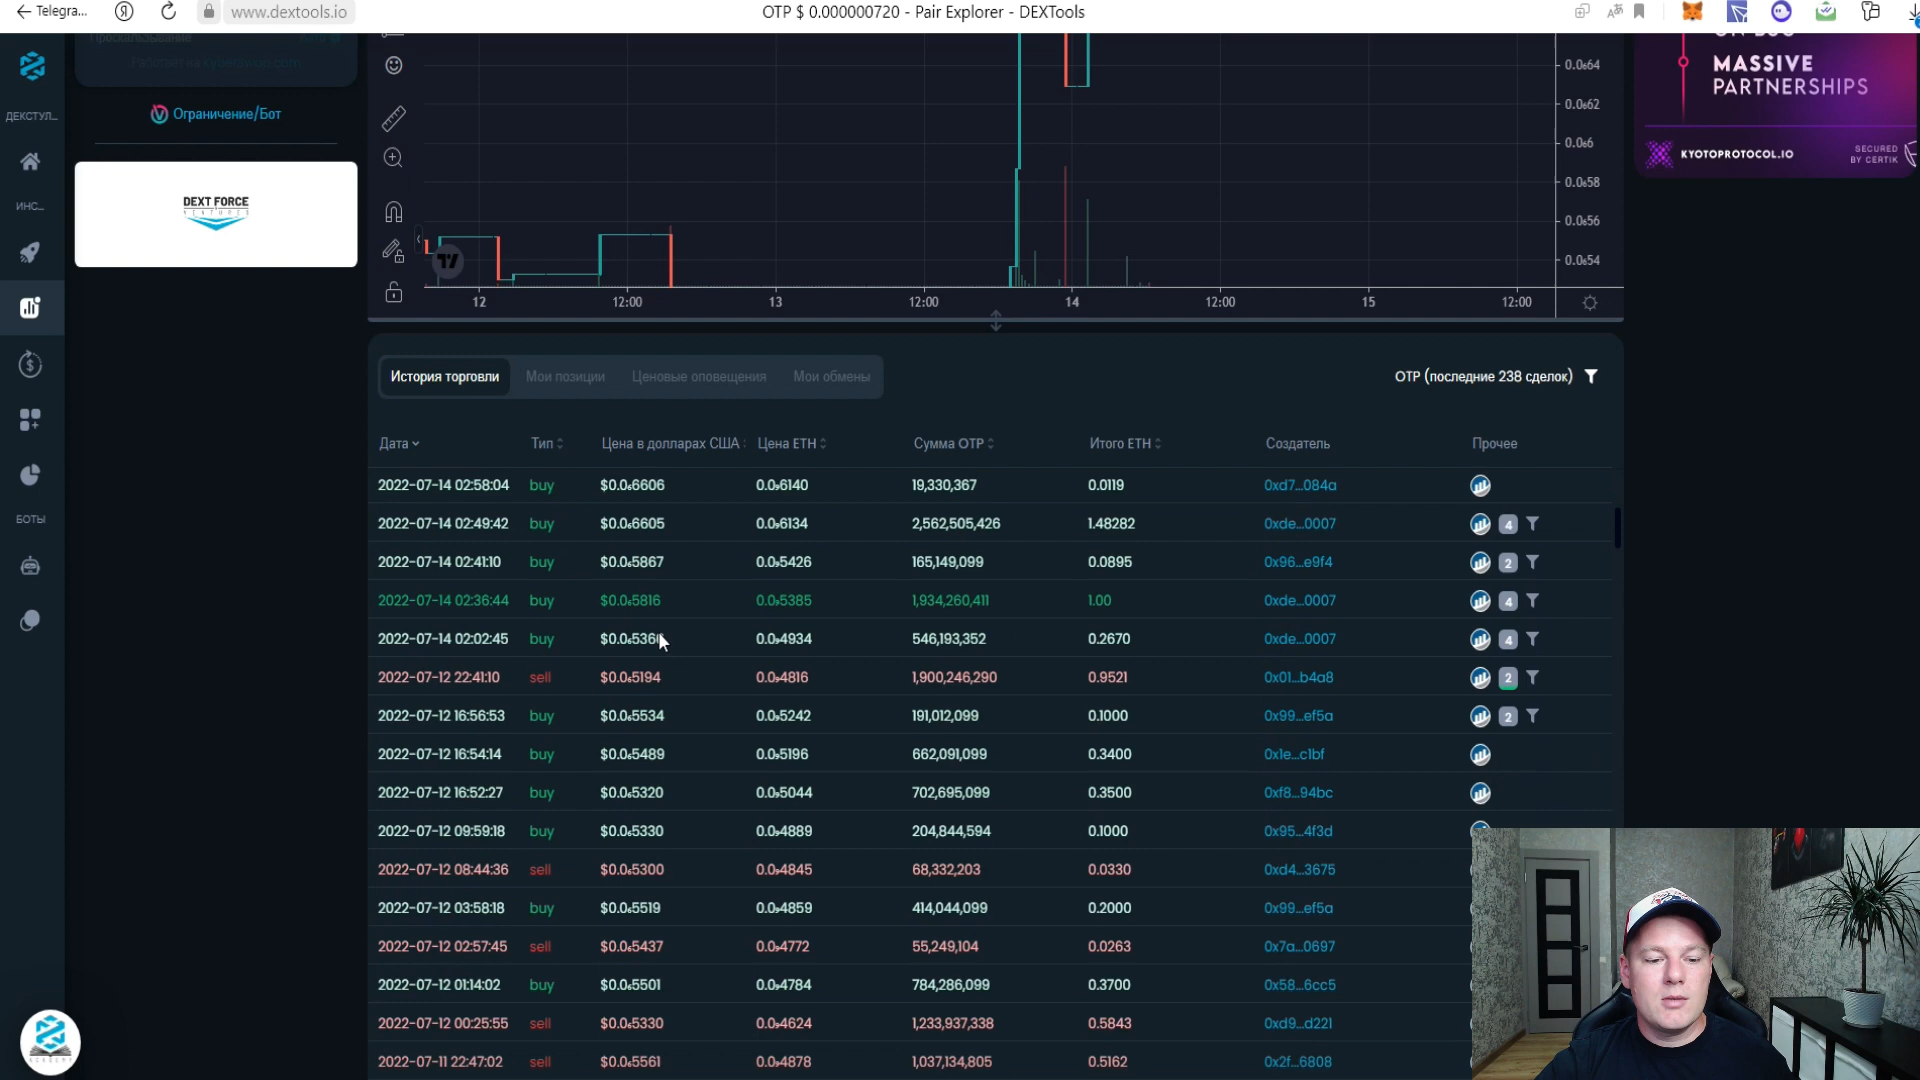 Telegra...
Я
www.dextools.io
OTP $ 0.000000720 - Pair Explorer - DEXTools
Проскальзывание
Работает на kyberswap.com
ДЕКСТУЛ...
Ограничение/Бот
ИНС...
DEXT FORCE
VENTURES
БОТЫ
ACADEMY
0.0₆64
0.0₆62
0.0₆6
0.0₆58
0.0₆56
0.0₆54
12
12:00
13
12:00
14
12:00
15
12:00
MASSIVE
PARTNERSHIPS
KYOTOPROTOCOL.IO
SECURED
BY CERTIK
История торговли
Мои позиции
Ценовые оповещения
Мои обмены
OTP (последние 238 сделок)
Дата Тип Цена в долларах США Цена ETH Сумма OTP Итого ETH Создатель Прочее
2022-07-14 02:58:04 buy $0.0₆6606 0.0₉6140 19,330,367 0.0119 0xd7...084a
2022-07-14 02:49:42 buy $0.0₆6605 0.0₉6134 2,562,505,426 1.48282 0xde...0007 4
2022-07-14 02:41:10 buy $0.0₆5867 0.0₉5426 165,149,099 0.0895 0x96...e9f4 2
2022-07-14 02:36:44 buy $0.0₆5816 0.0₉5385 1,934,260,411 1.00 0xde...0007 4
2022-07-14 02:02:45 buy $0.0₆5366 0.0₉4934 546,193,352 0.2670 0xde...0007 4
2022-07-12 22:41:10 sell $0.0₆5194 0.0₉4816 1,900,246,290 0.9521 0x01...b4a8 2
2022-07-12 16:56:53 buy $0.0₆5534 0.0₉5242 191,012,099 0.1000 0x99...ef5a 2
2022-07-12 16:54:14 buy $0.0₆5489 0.0₉5196 662,091,099 0.3400 0x1e...c1bf
2022-07-12 16:52:27 buy $0.0₆5320 0.0₉5044 702,695,099 0.3500 0xf8...94bc
2022-07-12 09:59:18 buy $0.0₆5330 0.0₉4889 204,844,594 0.1000 0x95...4f3d
2022-07-12 08:44:36 sell $0.0₆5300 0.0₉4845 68,332,203 0.0330 0xd4...3675
2022-07-12 03:58:18 buy $0.0₆5519 0.0₉4859 414,044,099 0.2000 0x99...ef5a
2022-07-12 02:57:45 sell $0.0₆5437 0.0₉4772 55,249,104 0.0263 0x7a...0697
2022-07-12 01:14:02 buy $0.0₆5501 0.0₉4784 784,286,099 0.3700 0x58...6cc5
2022-07-12 00:25:55 sell $0.0₆5330 0.0₉4624 1,233,937,338 0.5843 0xd9...d221
2022-07-11 22:47:02 sell $0.0₆5561 0.0₉4878 1,037,134,805 0.5162 0x2f...6808